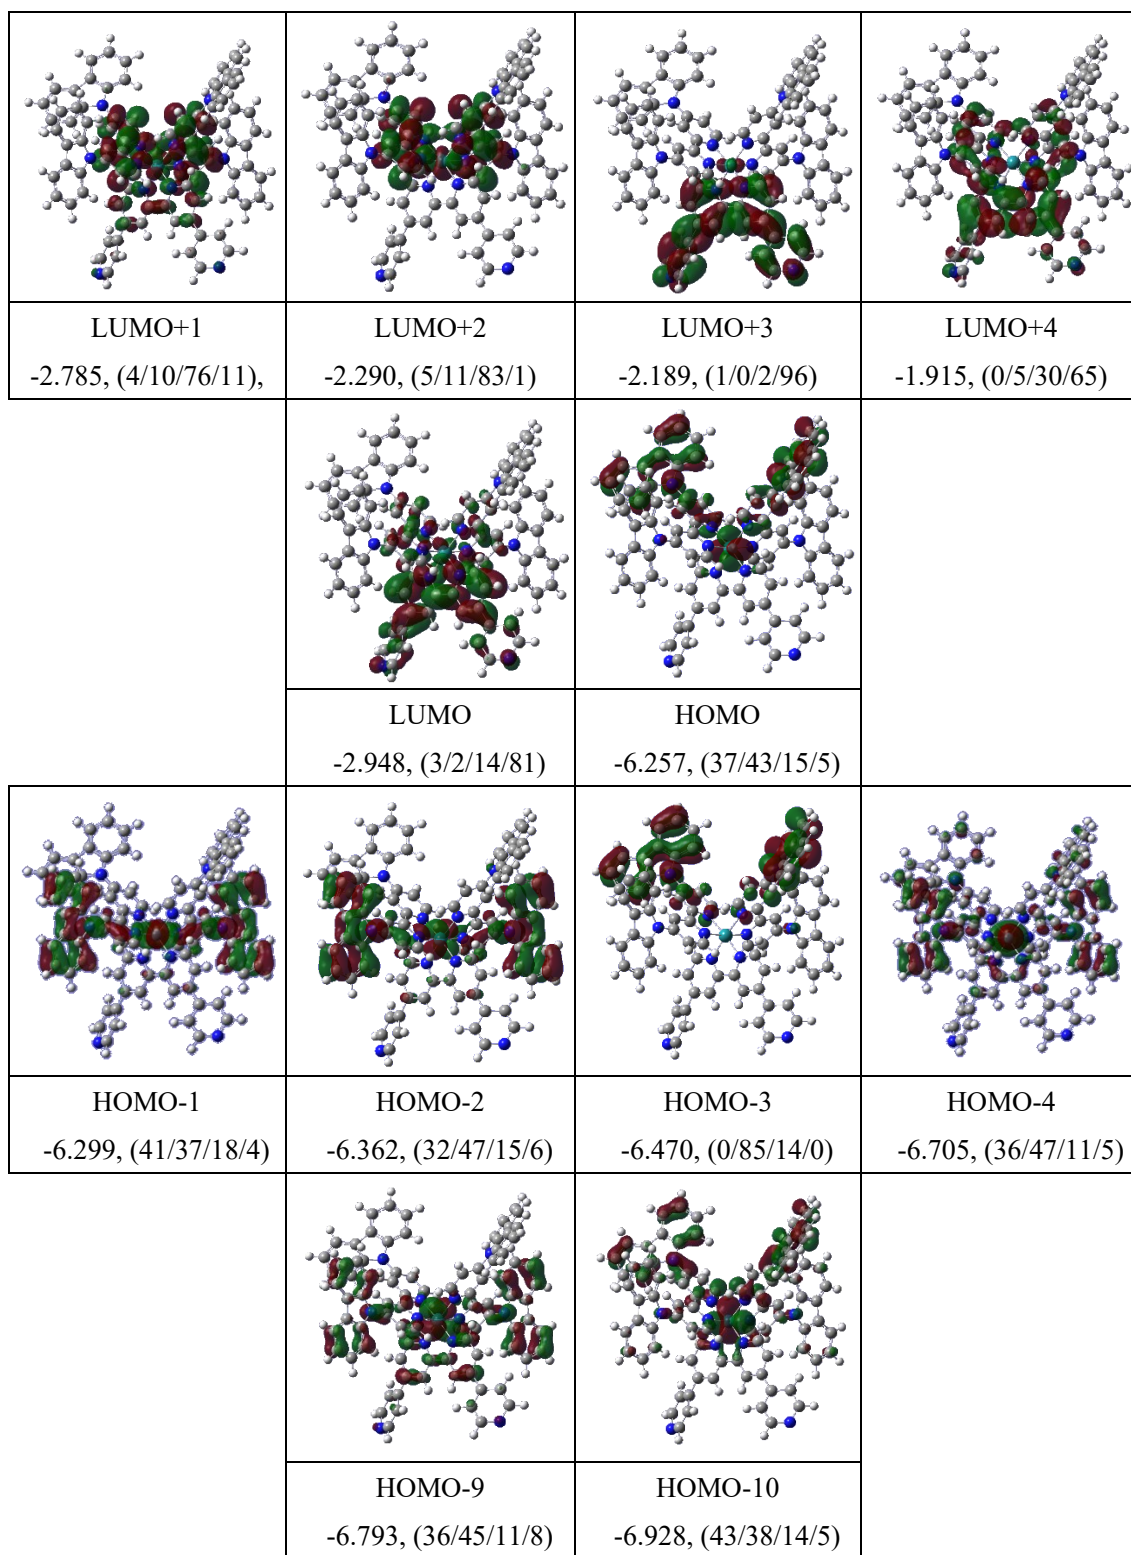 LUMO+1
-2.785, (4/10/76/11),
LUMO+2
-2.290, (5/11/83/1)
LUMO+3
-2.189, (1/0/2/96)
LUMO+4
-1.915, (0/5/30/65)
LUMO
-2.948, (3/2/14/81)
HOMO
-6.257, (37/43/15/5)
HOMO-1
-6.299, (41/37/18/4)
HOMO-2
-6.362, (32/47/15/6)
HOMO-3
-6.470, (0/85/14/0)
HOMO-4
-6.705, (36/47/11/5)
HOMO-9
-6.793, (36/45/11/8)
HOMO-10
-6.928, (43/38/14/5)